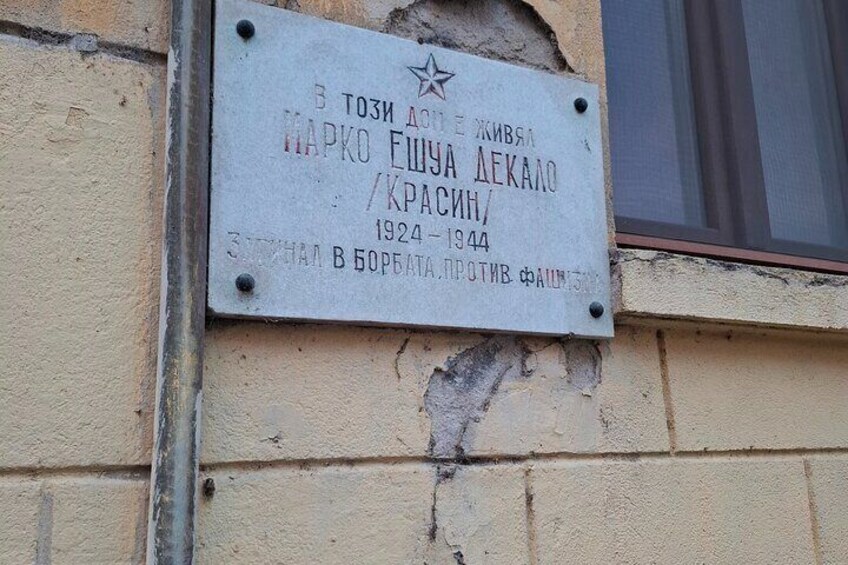 В ТОЗИ ДОМ Е ЖИВЯЛ
МАРКО ЕШУА ДЕКАЛО
/КРАСИН/
1924 – 1944
ЗАГИНАЛ В БОРБАТА ПРОТИВ ФАШИЗМА